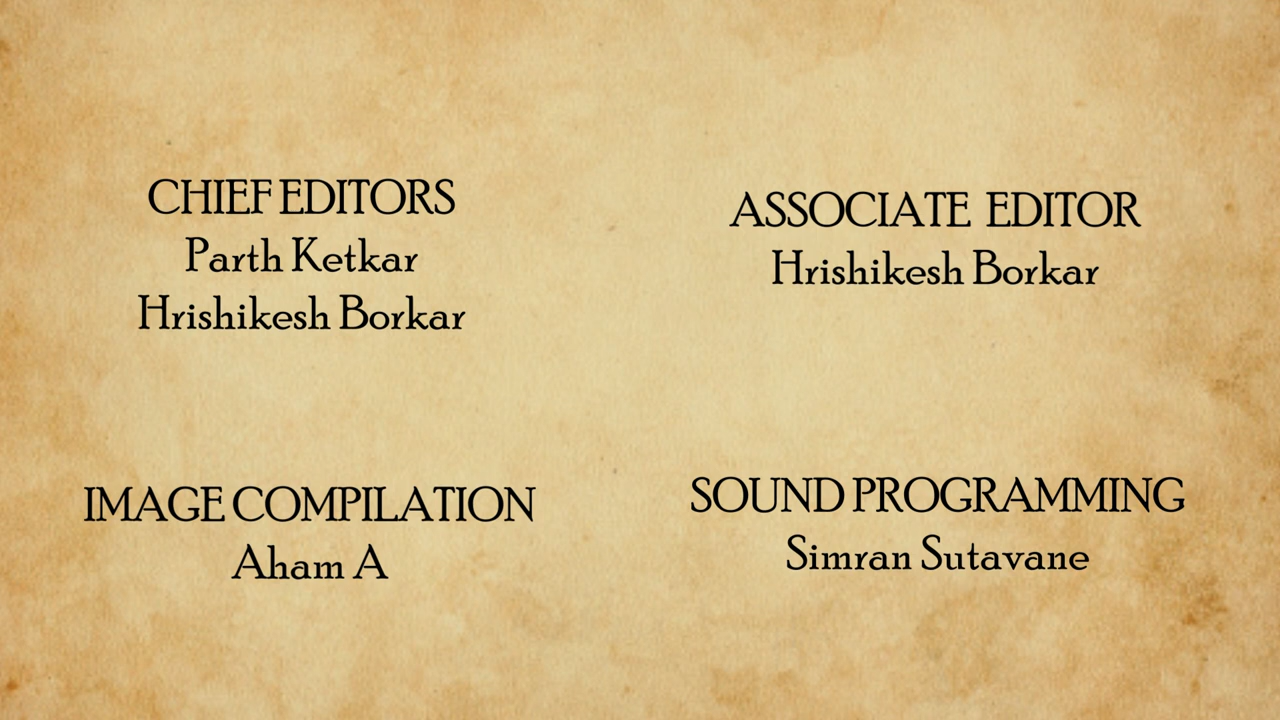 CHIEF EDITORS
Parth Ketkar
Hrishikesh Borkar
ASSOCIATE EDITOR
Hrishikesh Borkar
IMAGE COMPILATION
Aham A
SOUND PROGRAMMING
Simran Sutavane